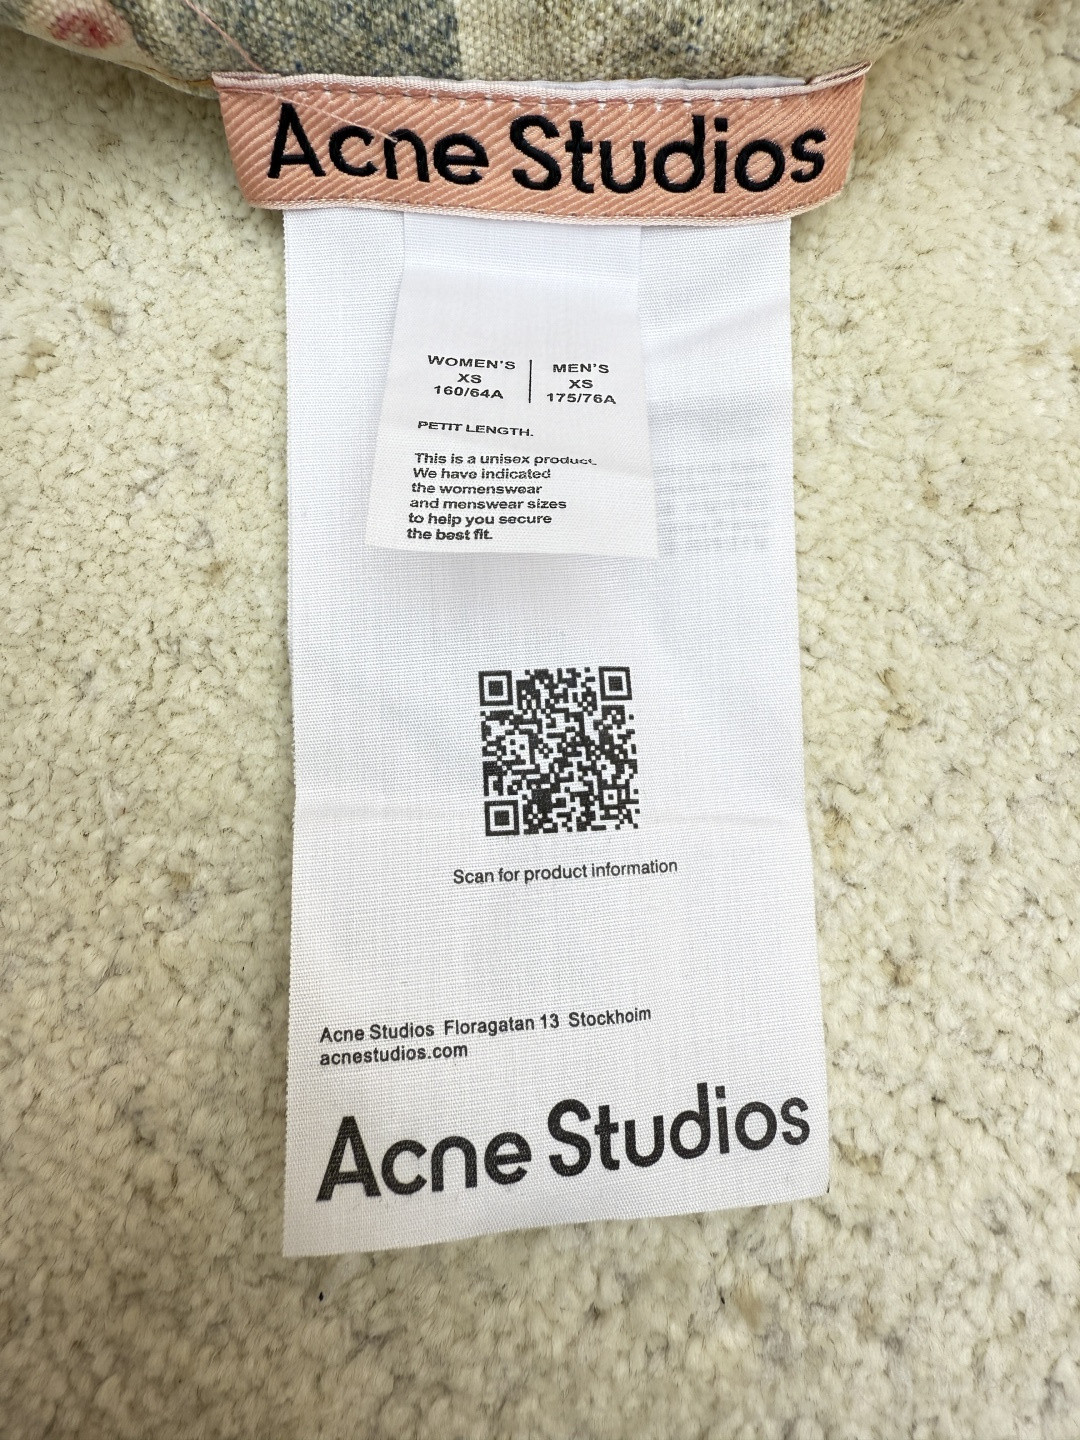 Acne Studios
WOMEN'S
XS
160/64A
MEN'S
XS
175/76A
PETIT LENGTH.
This is a unisex product.
We have indicated
the womenswear
and menswear sizes
to help you secure
the best fit.
Scan for product information
Acne Studios Floragatan 13 Stockholm
acnestudios.com
Acne Studios